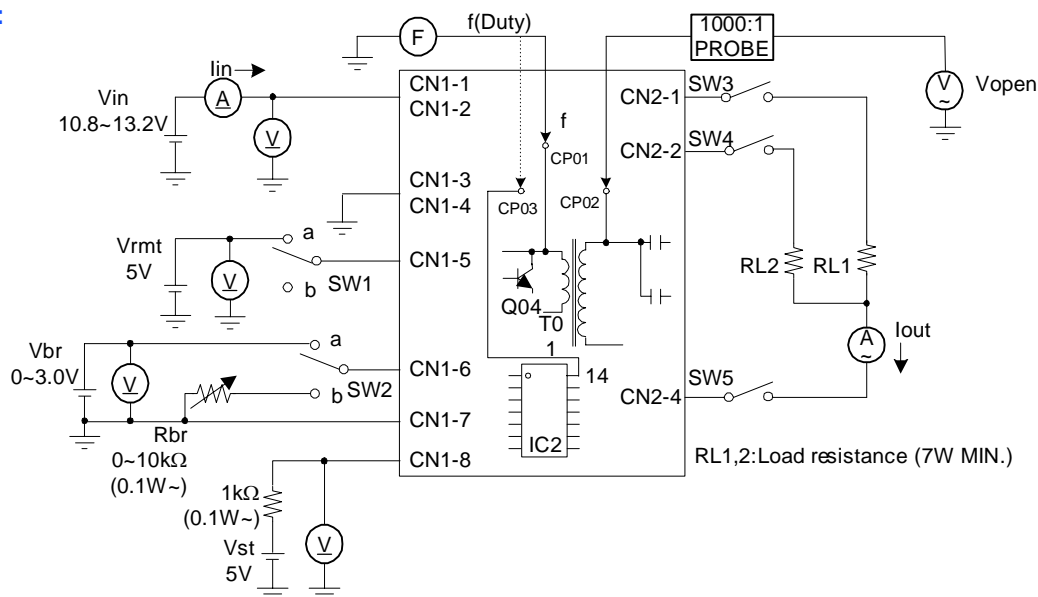 :
f(Duty)
F
1000:1
PROBE
Iin
Vin
10.8~13.2V
A
V
CN1-1
CN1-2
f
CP01
CP03
CP02
CN2-1
SW3
V
~
Vopen
CN2-2
SW4
CN1-3
CN1-4
Vrmt
5V
V
a
b
SW1
CN1-5
Q04
T0
RL2
RL1
A
~
Iout
Vbr
0~3.0V
V
a
b
SW2
CN1-6
1
14
IC2
CN2-4
SW5
CN1-7
Rbr
0~10kΩ
(0.1W~)
CN1-8
RL1,2:Load resistance (7W MIN.)
1kΩ
(0.1W~)
Vst
5V
V